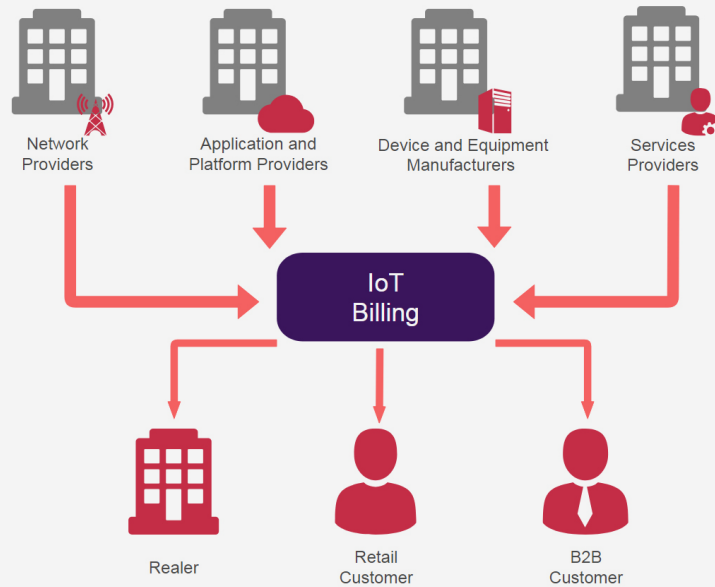 Network
Providers
Application and
Platform Providers
Device and Equipment
Manufacturers
Services
Providers
IoT
Billing
Realer
Retail
Customer
B2B
Customer